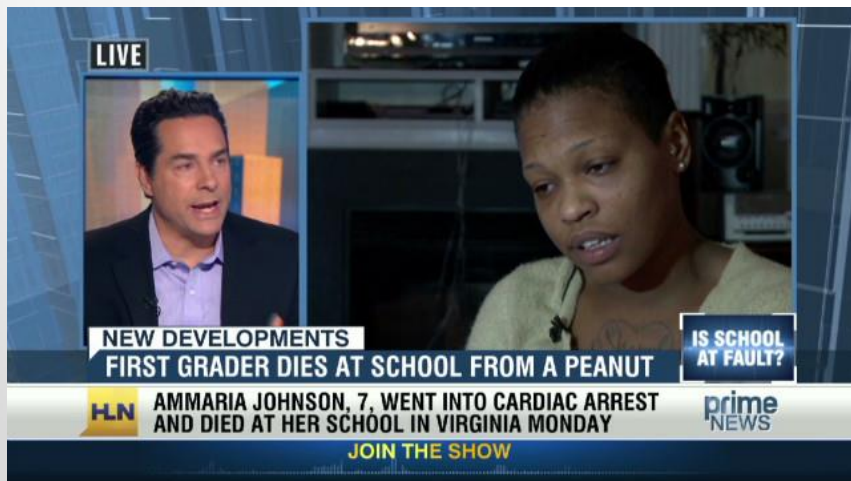 LIVE
NEW DEVELOPMENTS
FIRST GRADER DIES AT SCHOOL FROM A PEANUT
IS SCHOOL
AT FAULT?
HLN
AMMARIA JOHNSON, 7, WENT INTO CARDIAC ARREST
AND DIED AT HER SCHOOL IN VIRGINIA MONDAY
prime
NEWS
JOIN THE SHOW